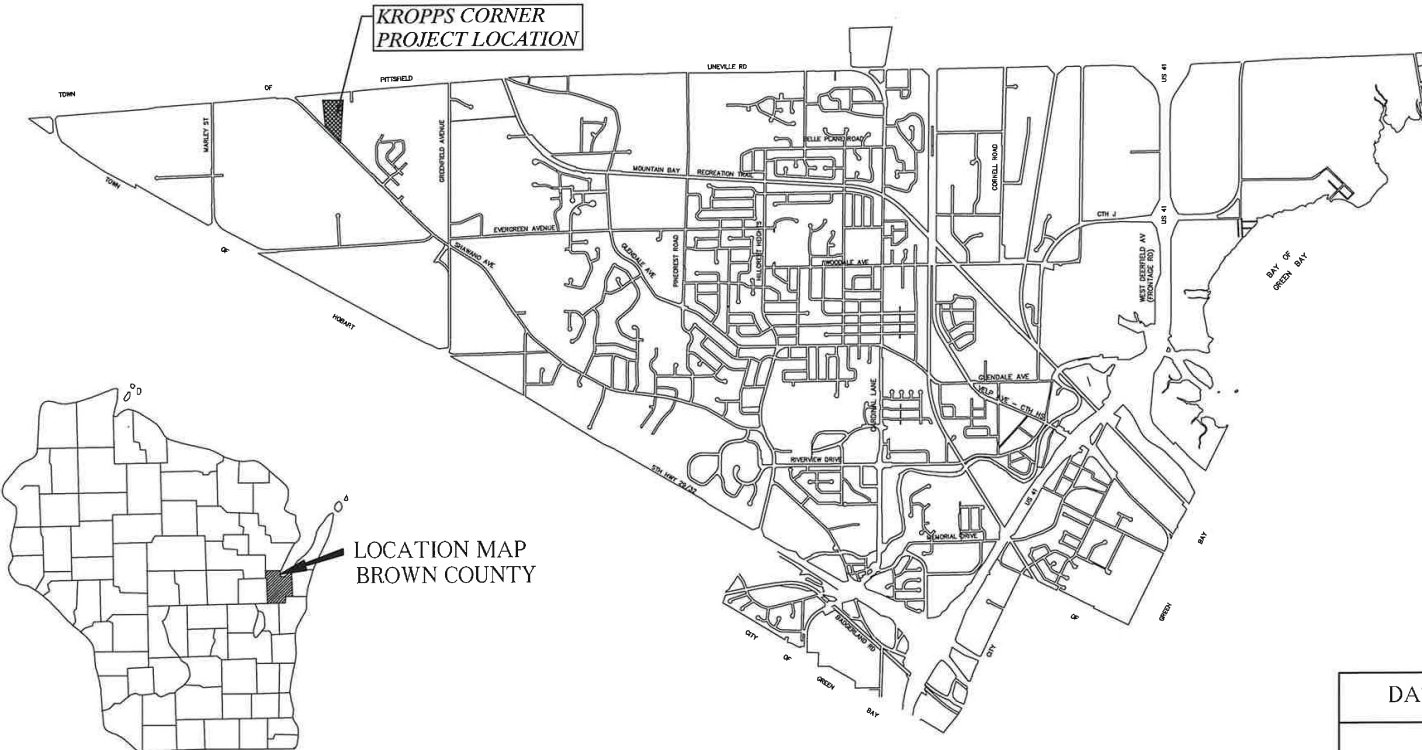 KROPPS CORNER
PROJECT LOCATION
TOWN
OF
PITTSFIELD
LINEVILLE RD
US 41
MARLEY ST
GREENFIELD AVENUE
BELLE PLANE ROAD
TOWN
MOUNTAIN BAY
RECREATION TRAIL
CORNELL ROAD
CTH J
US 41
OF
EVERGREEN AVENUE
SHAWANO AVE
GLENDALE AVE
PINECREST ROAD
HILLCREST HEIGHTS
WOODALE AVE
WEST DEERFIELD AV
(FRONTAGE RD)
BAY OF
GREEN BAY
HOBART
GLENDALE AVE
VELP AVE - CTH HS
CARDINAL LANE
STH HWY 29/32
RIVERVIEW DRIVE
US 41
MEMORIAL DRIVE
LOCATION MAP
BROWN COUNTY
BADGERLAND RD
CITY
OF
GREEN
BAY
CITY
OF
GREEN
BAY
DA